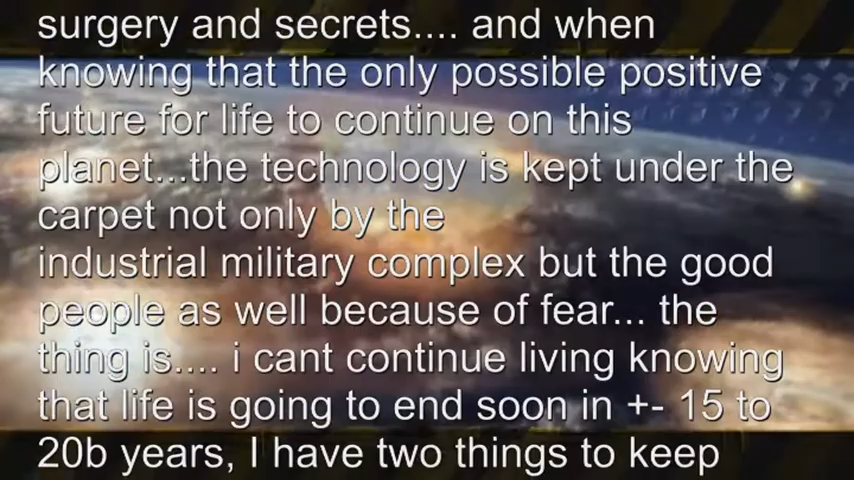 surgery and secrets.... and when
knowing that the only possible positive
future for life to continue on this
planet...the technology is kept under the
carpet not only by the
industrial military complex but the good
people as well because of fear... the
thing is.... i cant continue living knowing
that life is going to end soon in +- 15 to
20b years, I have two things to keep